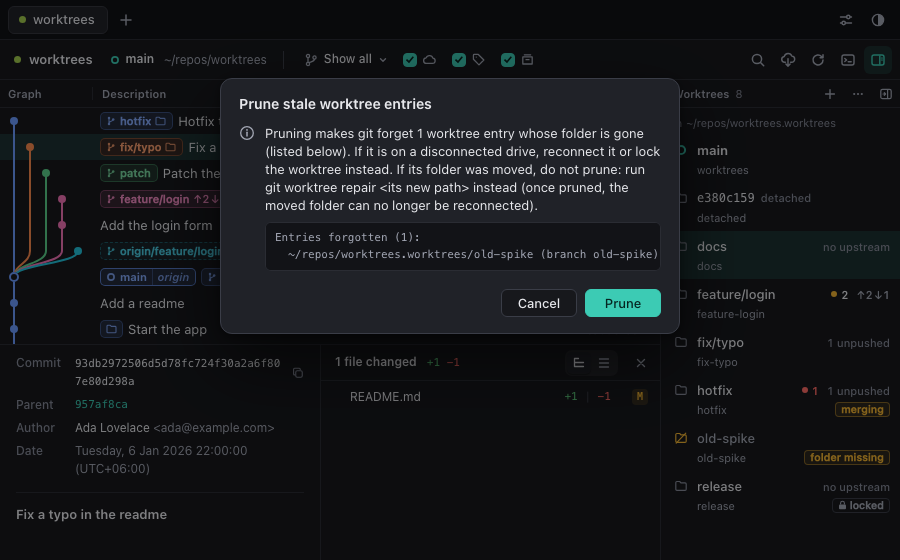 worktrees
worktrees main ~/repos/worktrees Show all
Graph Description
hotfix Hotfix
fix/typo Fix a
patch Patch the
feature/login ↑2↓
Add the login form
origin/feature/login
main origin
Add a readme
Start the app
Prune stale worktree entries
Pruning makes git forget 1 worktree entry whose folder is gone
(listed below). If it is on a disconnected drive, reconnect it or lock
the worktree instead. If its folder was moved, do not prune: run
git worktree repair <its new path> instead (once pruned, the
moved folder can no longer be reconnected).
Entries forgotten (1):
~/repos/worktrees.worktrees/old-spike (branch old-spike)
Cancel Prune
Worktrees 8
~/repos/worktrees.worktrees
main
worktrees
e380c159 detached
detached
docs no upstream
docs
feature/login 2 ↑2↓1
feature-login
fix/typo 1 unpushed
fix-typo
hotfix 1 1 unpushed
hotfix merging
old-spike
old-spike folder missing
release no upstream
release locked
Commit 93db2972506d5d78fc724f30a2a6f80
7e80d298a
Parent 957af8ca
Author Ada Lovelace <ada@example.com>
Date Tuesday, 6 Jan 2026 22:00:00
(UTC+06:00)
Fix a typo in the readme
1 file changed +1 −1
README.md +1 −1 M